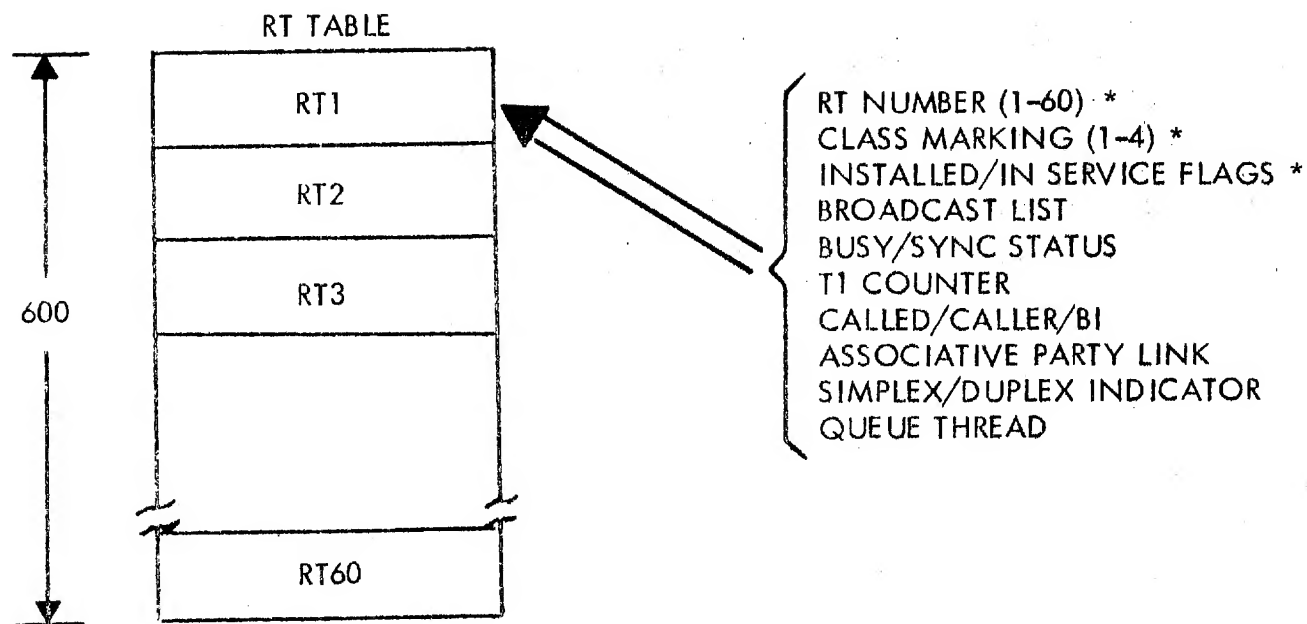 RT TABLE
RT1
RT2
RT3
RT60
600
RT NUMBER (1-60) *
CLASS MARKING (1-4) *
INSTALLED/IN SERVICE FLAGS *
BROADCAST LIST
BUSY/SYNC STATUS
T1 COUNTER
CALLED/CALLER/BI
ASSOCIATIVE PARTY LINK
SIMPLEX/DUPLEX INDICATOR
QUEUE THREAD